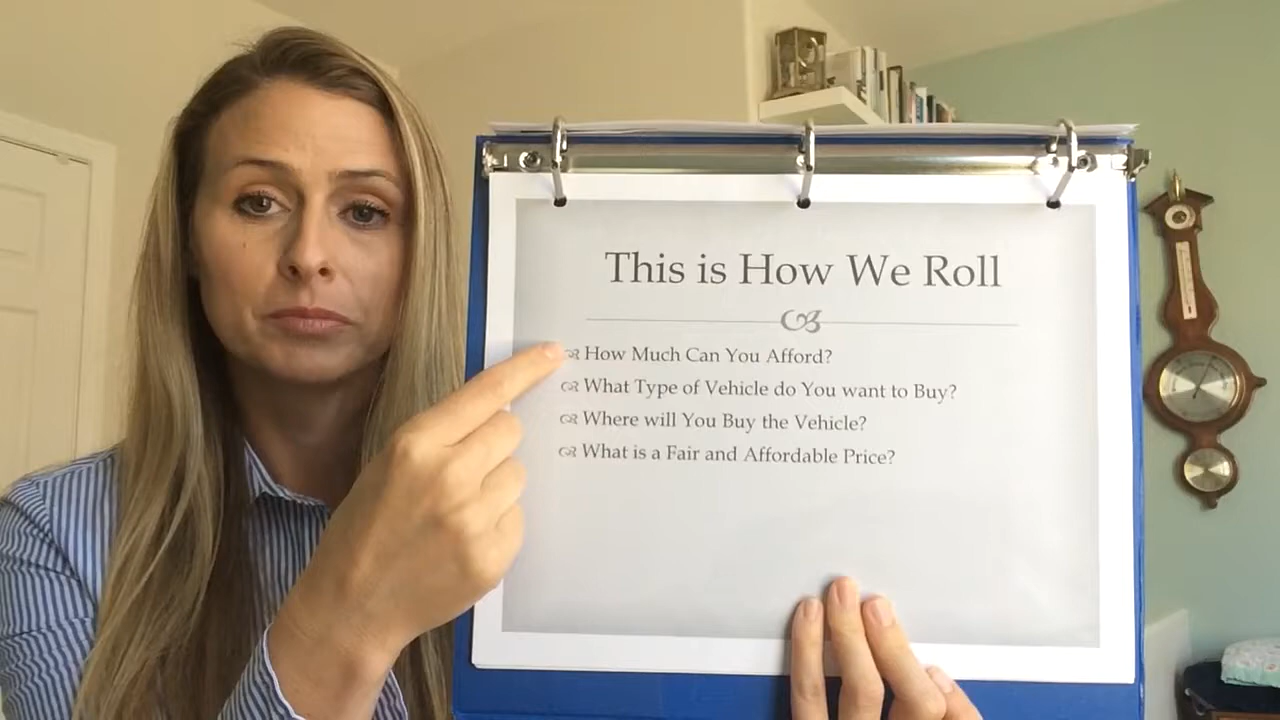 This is How We Roll
How Much Can You Afford?
What Type of Vehicle do You want to Buy?
Where will You Buy the Vehicle?
What is a Fair and Affordable Price?